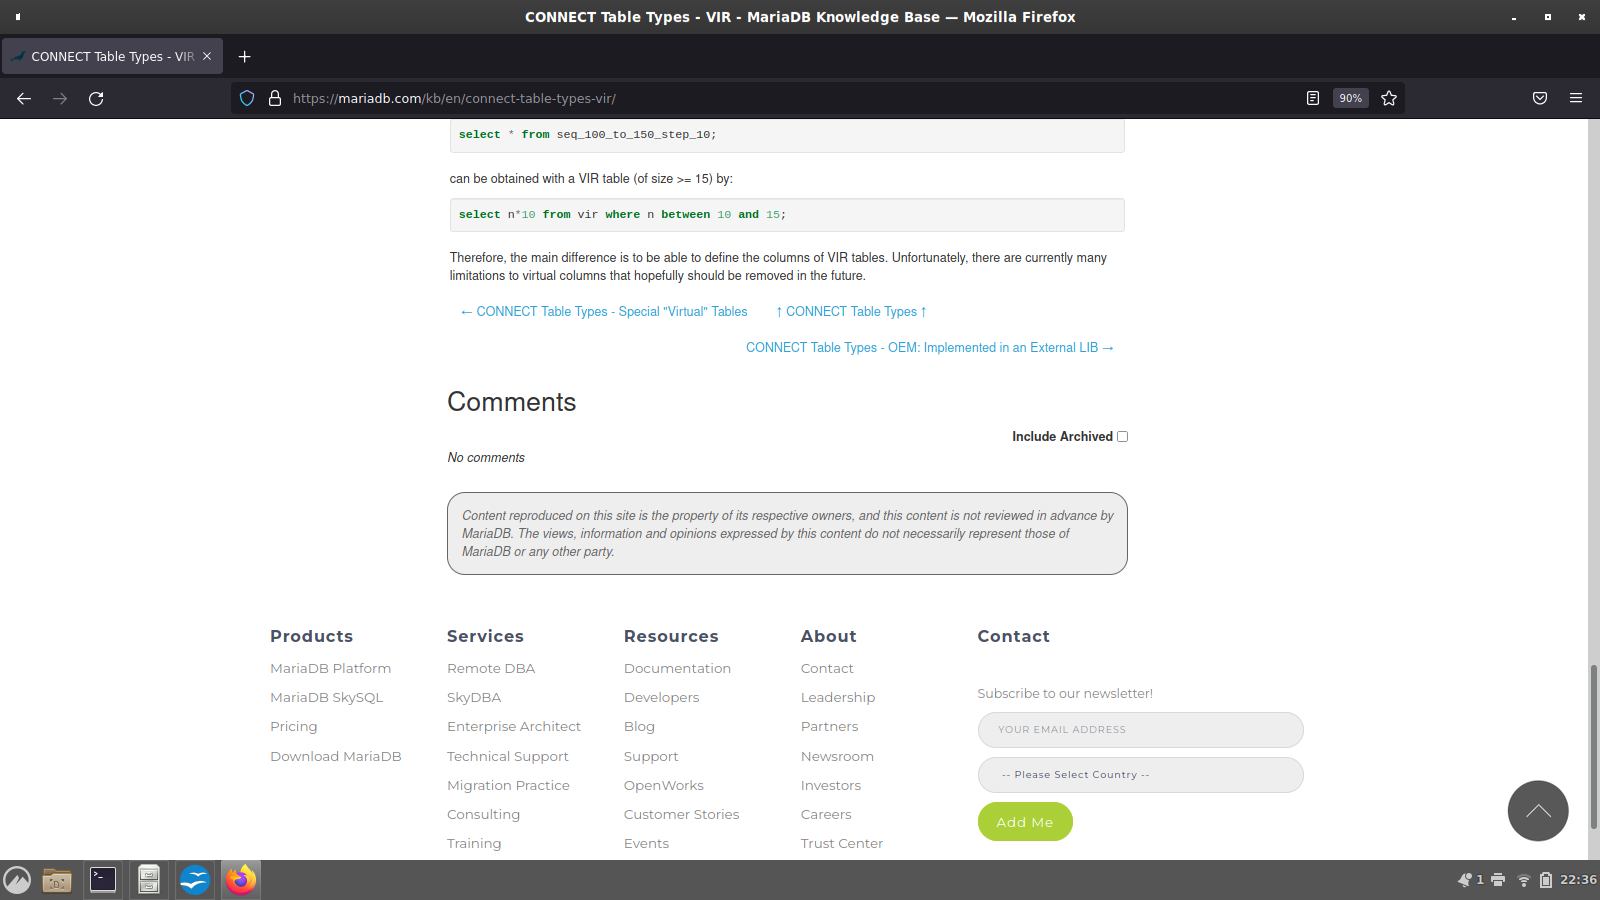 CONNECT Table Types - VIR - MariaDB Knowledge Base — Mozilla Firefox
CONNECT Table Types - VIR
https://mariadb.com/kb/en/connect-table-types-vir/
90%
select * from seq_100_to_150_step_10;
can be obtained with a VIR table (of size >= 15) by:
select n*10 from vir where n between 10 and 15;
Therefore, the main difference is to be able to define the columns of VIR tables. Unfortunately, there are currently many
limitations to virtual columns that hopefully should be removed in the future.
← CONNECT Table Types - Special "Virtual" Tables ↑ CONNECT Table Types ↑
CONNECT Table Types - OEM: Implemented in an External LIB →
Comments
Include Archived
No comments
Content reproduced on this site is the property of its respective owners, and this content is not reviewed in advance by
MariaDB. The views, information and opinions expressed by this content do not necessarily represent those of
MariaDB or any other party.
Products
MariaDB Platform
MariaDB SkySQL
Pricing
Download MariaDB
Services
Remote DBA
SkyDBA
Enterprise Architect
Technical Support
Migration Practice
Consulting
Training
Resources
Documentation
Developers
Blog
Support
OpenWorks
Customer Stories
Events
About
Contact
Leadership
Partners
Newsroom
Investors
Careers
Trust Center
Contact
Subscribe to our newsletter!
YOUR EMAIL ADDRESS
-- Please Select Country --
Add Me
1
22:36